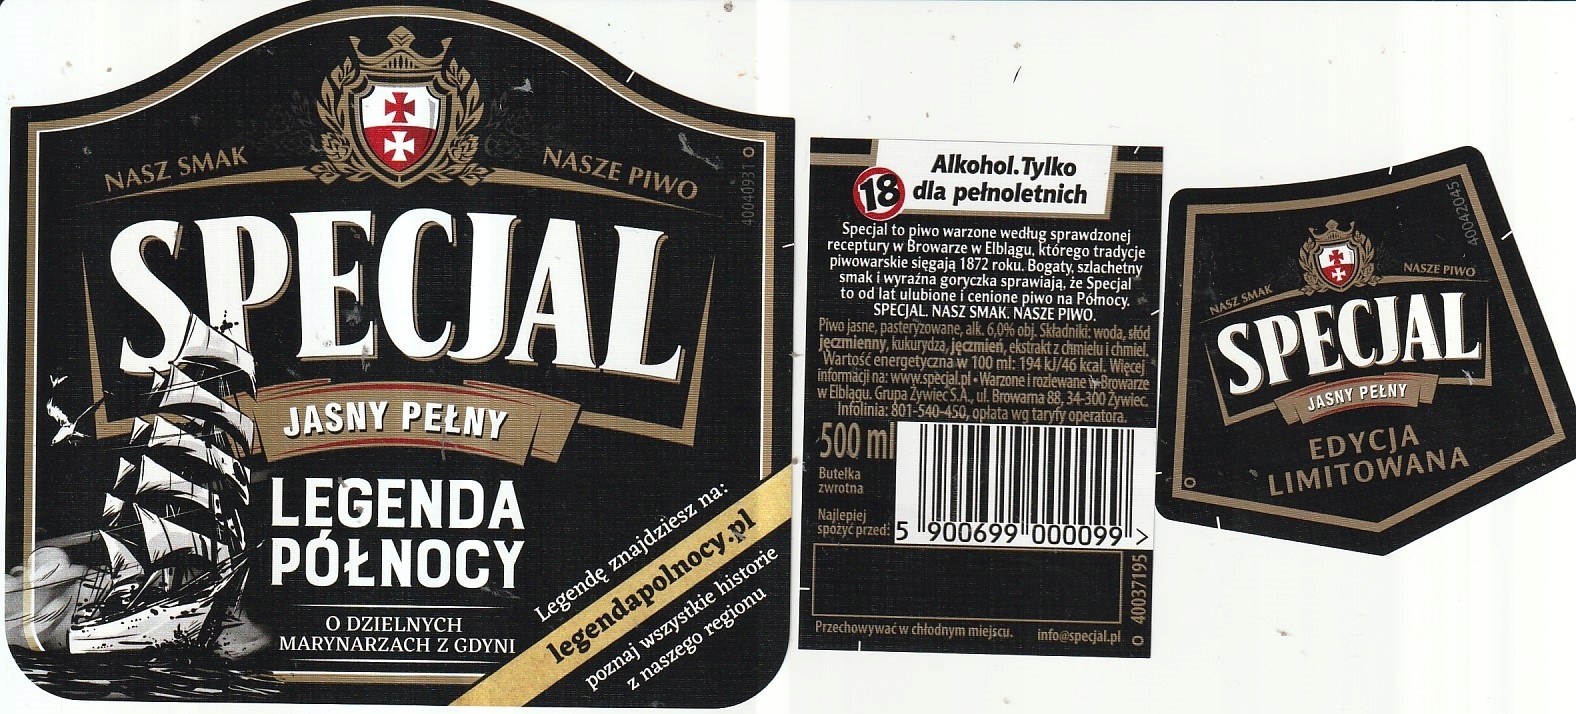 NASZ SMAK
NASZE PIWO
40040931
SPECJAL
JASNY PEŁNY
LEGENDA
PÓŁNOCY
O DZIELNYCH
MARYNARZACH Z GDYNI
Legendę znajdziesz na:
legendapolnocy.pl
poznaj wszystkie historie
z naszego regionu
Alkohol.Tylko
18 dla pełnoletnich
Specjal to piwo warzone według sprawdzonej
receptury w Browarze w Elblągu, którego tradycje
piwowarskie sięgają 1872 roku. Bogaty, szlachetny
smak i wyraźna goryczka sprawiają, że Specjal
to od lat ulubione i cenione piwo na Północy.
SPECJAL. NASZ SMAK. NASZE PIWO.
Piwo jasne, pasteryzowane, alk. 6,0% obj. Składniki: woda, słód
jęczmienny, kukurydza, jęczmień, ekstrakt z chmielu i chmiel.
Wartość energetyczna w 100 ml: 194 kJ/46 kcal. Więcej
informacji na: www.specjal.pl • Warzone i rozlewane w Browarze
w Elblągu. Grupa Żywiec S.A., ul. Browarna 88, 34-300 Żywiec.
Infolinia: 801-540-450, opłata wg taryfy operatora.
500 ml
Butelka
zwrotna
Najlepiej
spożyć przed:
5 900699 000099 >
Przechowywać w chłodnym miejscu.
info@specjal.pl
40037195
40042045
NASZ SMAK
NASZE PIWO
SPECJAL
JASNY PEŁNY
EDYCJA
LIMITOWANA